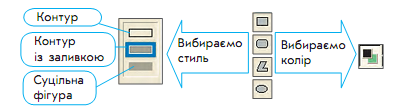 Контур
Контур
із заливкою
Суцільна
фігура
Вибираємо
стиль
Вибираємо
колір